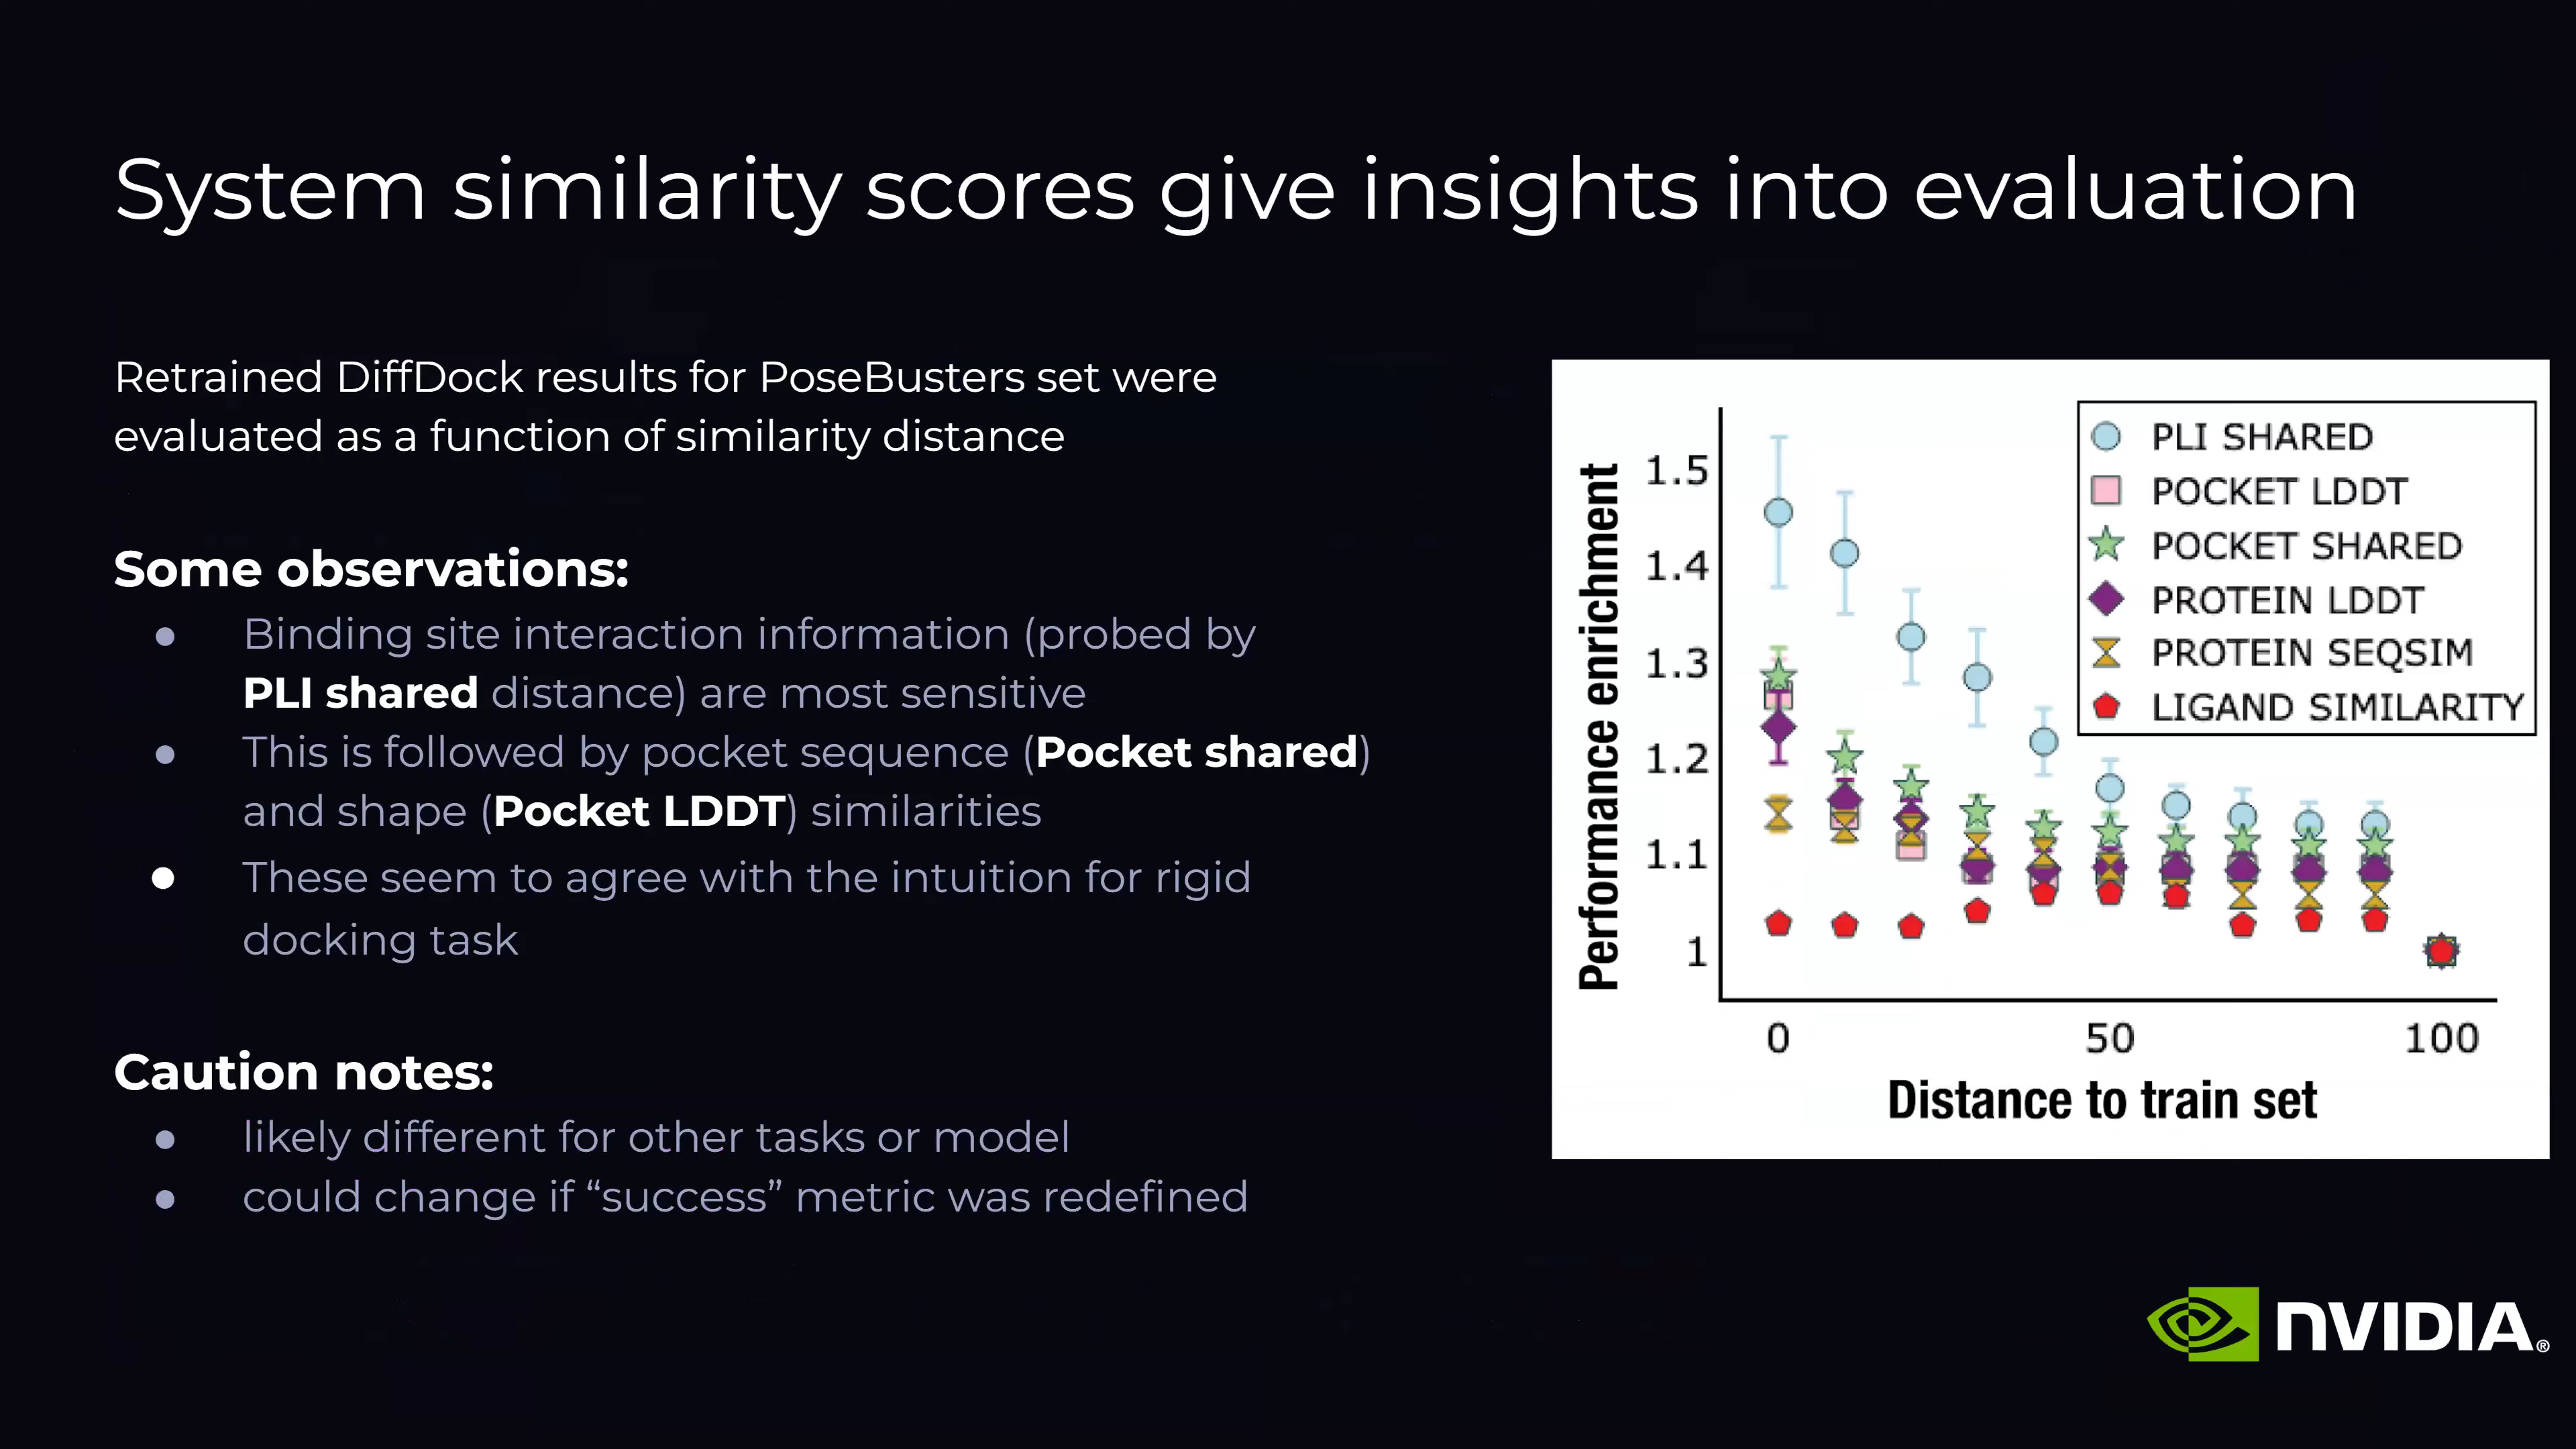 System similarity scores give insights into evaluation
Retrained DiffDock results for PoseBusters set were
evaluated as a function of similarity distance
Some observations:
● Binding site interaction information (probed by
PLI shared distance) are most sensitive
● This is followed by pocket sequence (Pocket shared)
and shape (Pocket LDDT) similarities
● These seem to agree with the intuition for rigid
docking task
Caution notes:
● likely different for other tasks or model
● could change if “success” metric was redefined
Performance enrichment
1.5
1.4
1.3
1.2
1.1
1
PLI SHARED
POCKET LDDT
POCKET SHARED
PROTEIN LDDT
PROTEIN SEQSIM
LIGAND SIMILARITY
0 50 100
Distance to train set
NVIDIA®